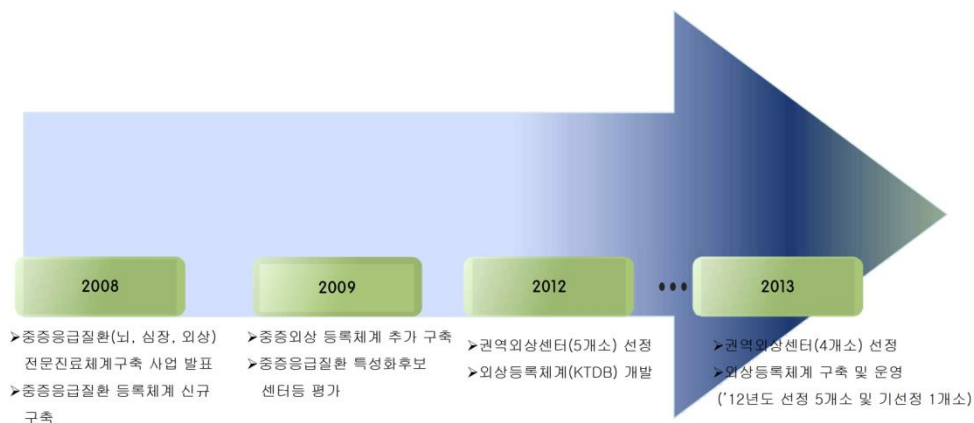 2008
➤중증응급질환(뇌, 심장, 외상)
전문진료체계구축 사업 발표
➤중증응급질환 등록체계 신규
구축
2009
➤중증외상 등록체계 추가 구축
➤중증응급질환 특성화후보
센터등 평가
2012
➤권역외상센터(5개소) 선정
➤외상등록체계(KTDB) 개발
•••
2013
➤권역외상센터(4개소) 선정
➤외상등록체계 구축 및 운영
('12년도 선정 5개소 및 기선정 1개소)